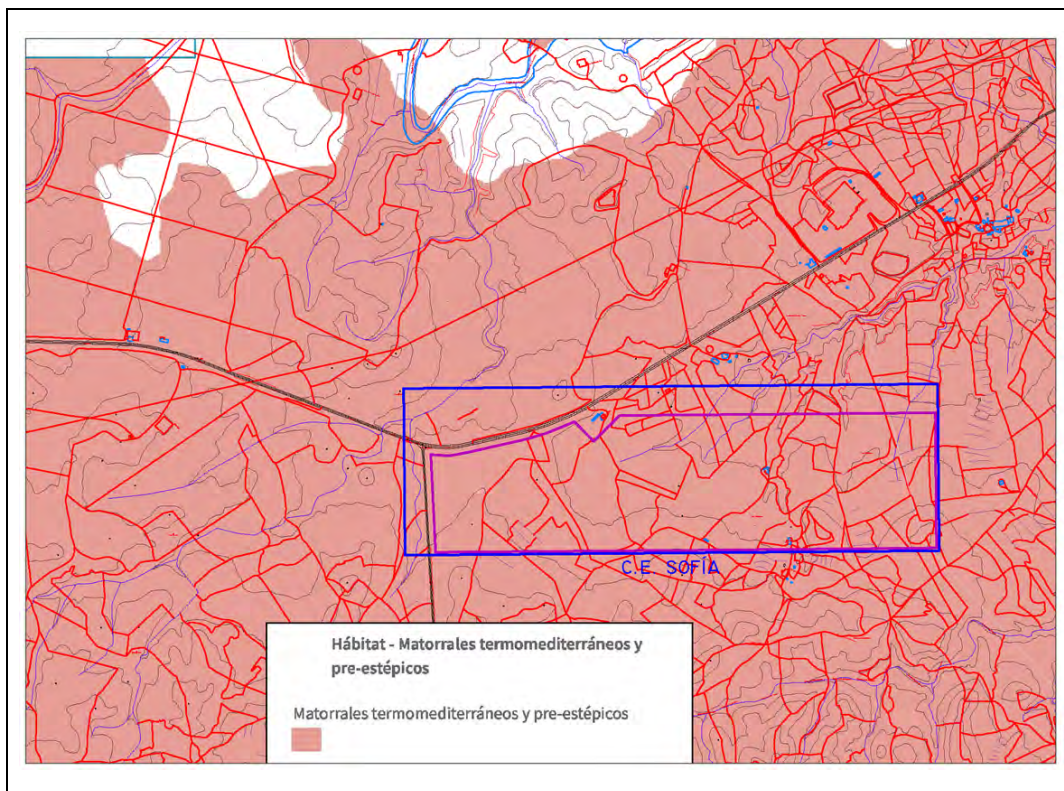 C.E SOFÍA
Hábitat - Matorrales termomediterráneos y
pre-estépicos
Matorrales termomediterráneos y pre-estépicos